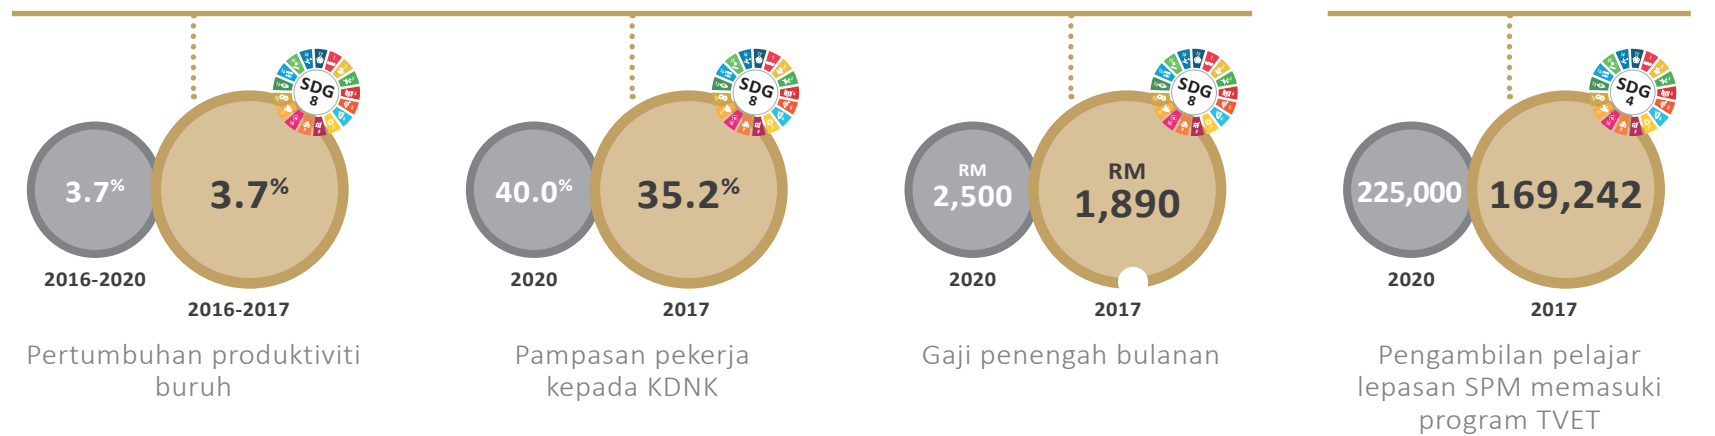 SDG
8
3.7%
3.7%
2016-2020
2016-2017
Pertumbuhan produktiviti
buruh
SDG
8
40.0%
35.2%
2020
2017
Pampasan pekerja
kepada KDNK
SDG
8
RM
2,500
RM
1,890
2020
2017
Gaji penengah bulanan
SDG
4
225,000
169,242
2020
2017
Pengambilan pelajar
lepasan SPM memasuki
program TVET